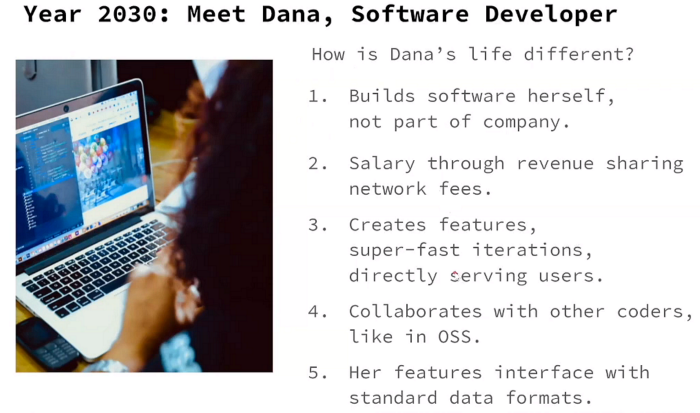 Year 2030: Meet Dana, Software Developer
How is Dana's life different?
1. Builds software herself,
not part of company.
2. Salary through revenue sharing
network fees.
3. Creates features,
super-fast iterations,
directly serving users.
4. Collaborates with other coders,
like in OSS.
5. Her features interface with
standard data formats.